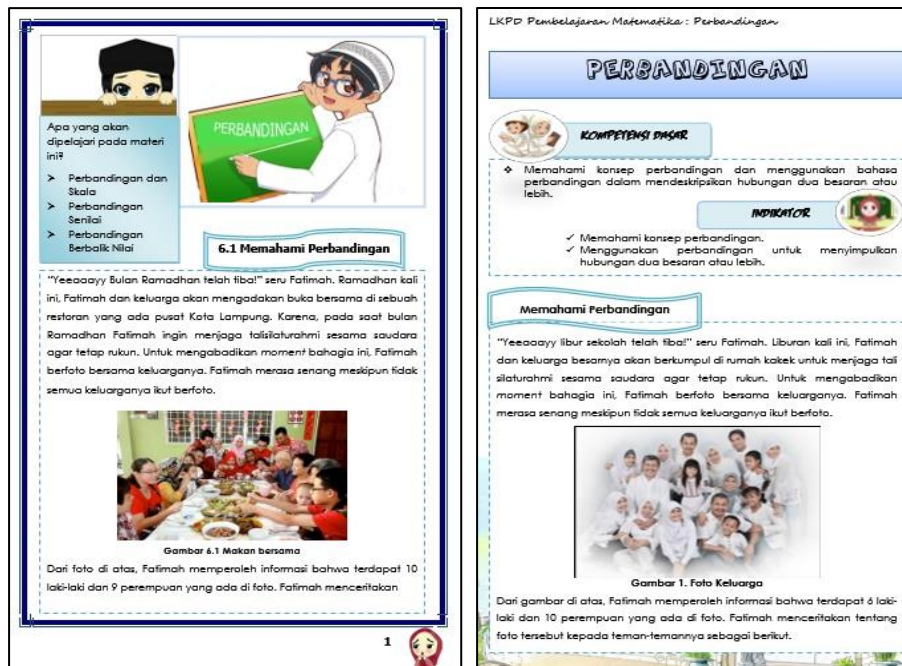 Apa yang akan
dipelajari pada materi
ini?
➢ Perbandingan dan
Skala
➢ Perbandingan
Senilai
➢ Perbandingan
Berbalik Nilai
PERBANDINGAN
6.1 Memahami Perbandingan
"Yeeaaayy Bulan Ramadhan telah tiba!" seru Fatimah. Ramadhan kali
ini, Fatimah dan keluarga akan mengadakan buka bersama di sebuah
restoran yang ada pusat Kota Lampung. Karena, pada saat bulan
Ramadhan Fatimah ingin menjaga talisilaturahmi sesama saudara
agar tetap rukun. Untuk mengabadikan moment bahagia ini, Fatimah
berfoto bersama keluarganya. Fatimah merasa senang meskipun tidak
semua keluarganya ikut berfoto.
Gambar 6.1 Makan bersama
Dari foto di atas, Fatimah memperoleh informasi bahwa terdapat 10
laki-laki dan 9 perempuan yang ada di foto. Fatimah menceritakan
1
LKPD Pembelajaran Matematika : Perbandingan
PERBANDINGAN
KOMPETENSI DASAR
❖ Memahami konsep perbandingan dan menggunakan bahasa
perbandingan dalam mendeskripsikan hubungan dua besaran atau
lebih.
INDIKATOR
✓ Memahami konsep perbandingan.
✓ Menggunakan perbandingan untuk menyimpulkan
hubungan dua besaran atau lebih.
Memahami Perbandingan
"Yeeaaayy libur sekolah telah tiba!" seru Fatimah. Liburan kali ini, Fatimah
dan keluarga besarnya akan berkumpul di rumah kakek untuk menjaga tali
silaturahmi sesama saudara agar tetap rukun. Untuk mengabadikan
moment bahagia ini, Fatimah berfoto bersama keluarganya. Fatimah
merasa senang meskipun tidak semua keluarganya ikut berfoto.
Gambar 1. Foto Keluarga
Dari gambar di atas, Fatimah memperoleh informasi bahwa terdapat 6 laki-
laki dan 10 perempuan yang ada di foto. Fatimah menceritakan tentang
foto tersebut kepada teman-temannya sebagai berikut.